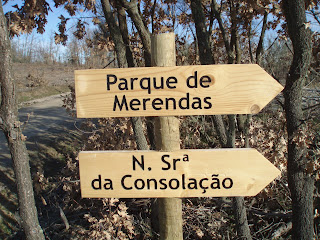 Parque de
Merendas
N. Srª
da Consolação